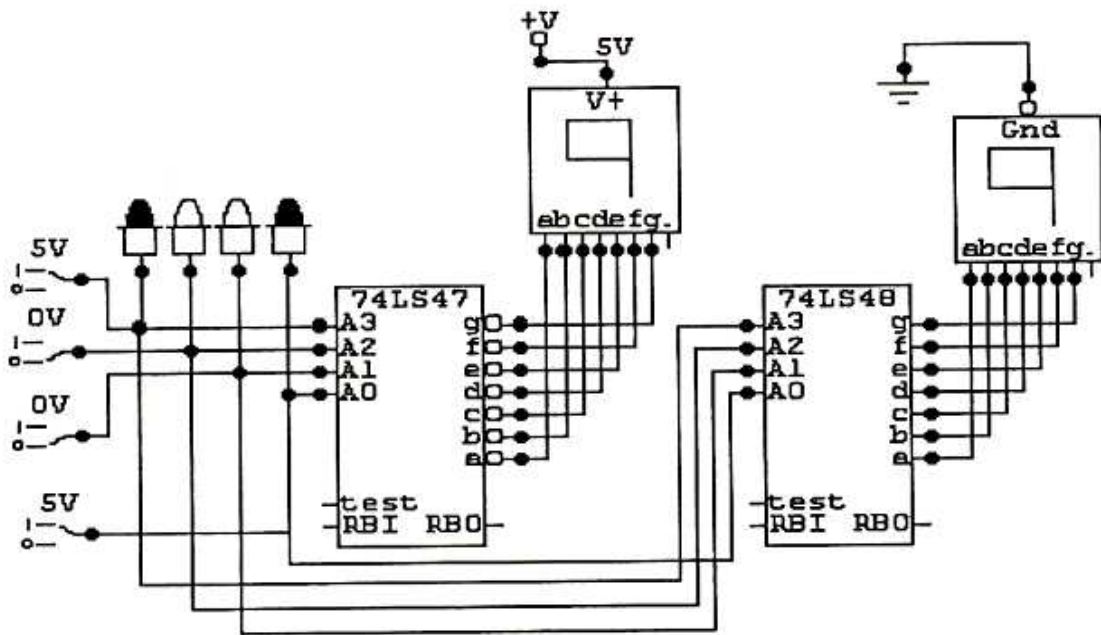 +V
5V
V+
abcdefg.
Gnd
abcdefg.
5V
0V
0V
5V
74LS47
A3
A2
A1
A0
g
f
e
d
c
b
a
test
RBI RBO
74LS48
A3
A2
A1
A0
g
f
e
d
c
b
a
test
RBI RBO